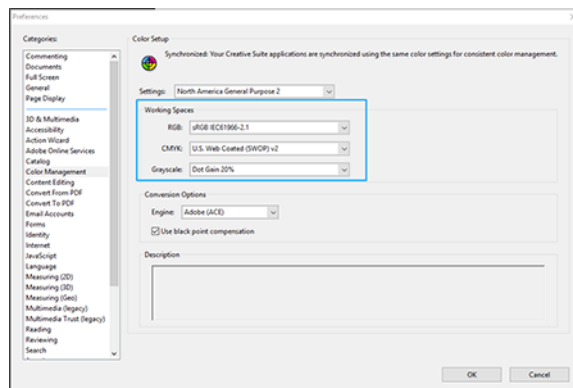 Preferences
Categories:
Commenting
Documents
Full Screen
General
Page Display
3D & Multimedia
Accessibility
Action Wizard
Adobe Online Services
Catalog
Color Management
Content Editing
Convert From PDF
Convert To PDF
Email Accounts
Forms
Identity
Internet
JavaScript
Language
Measuring (2D)
Measuring (3D)
Measuring (Geo)
Multimedia (legacy)
Multimedia Trust (legacy)
Reading
Reviewing
Search
Color Setup
Synchronized: Your Creative Suite applications are synchronized using the same color settings for consistent color management.
Settings: North America General Purpose 2
Working Spaces
RGB: sRGB IEC61966-2.1
CMYK: U.S. Web Coated (SWOP) v2
Grayscale: Dot Gain 20%
Conversion Options
Engine: Adobe (ACE)
Use black point compensation
Description
OK Cancel